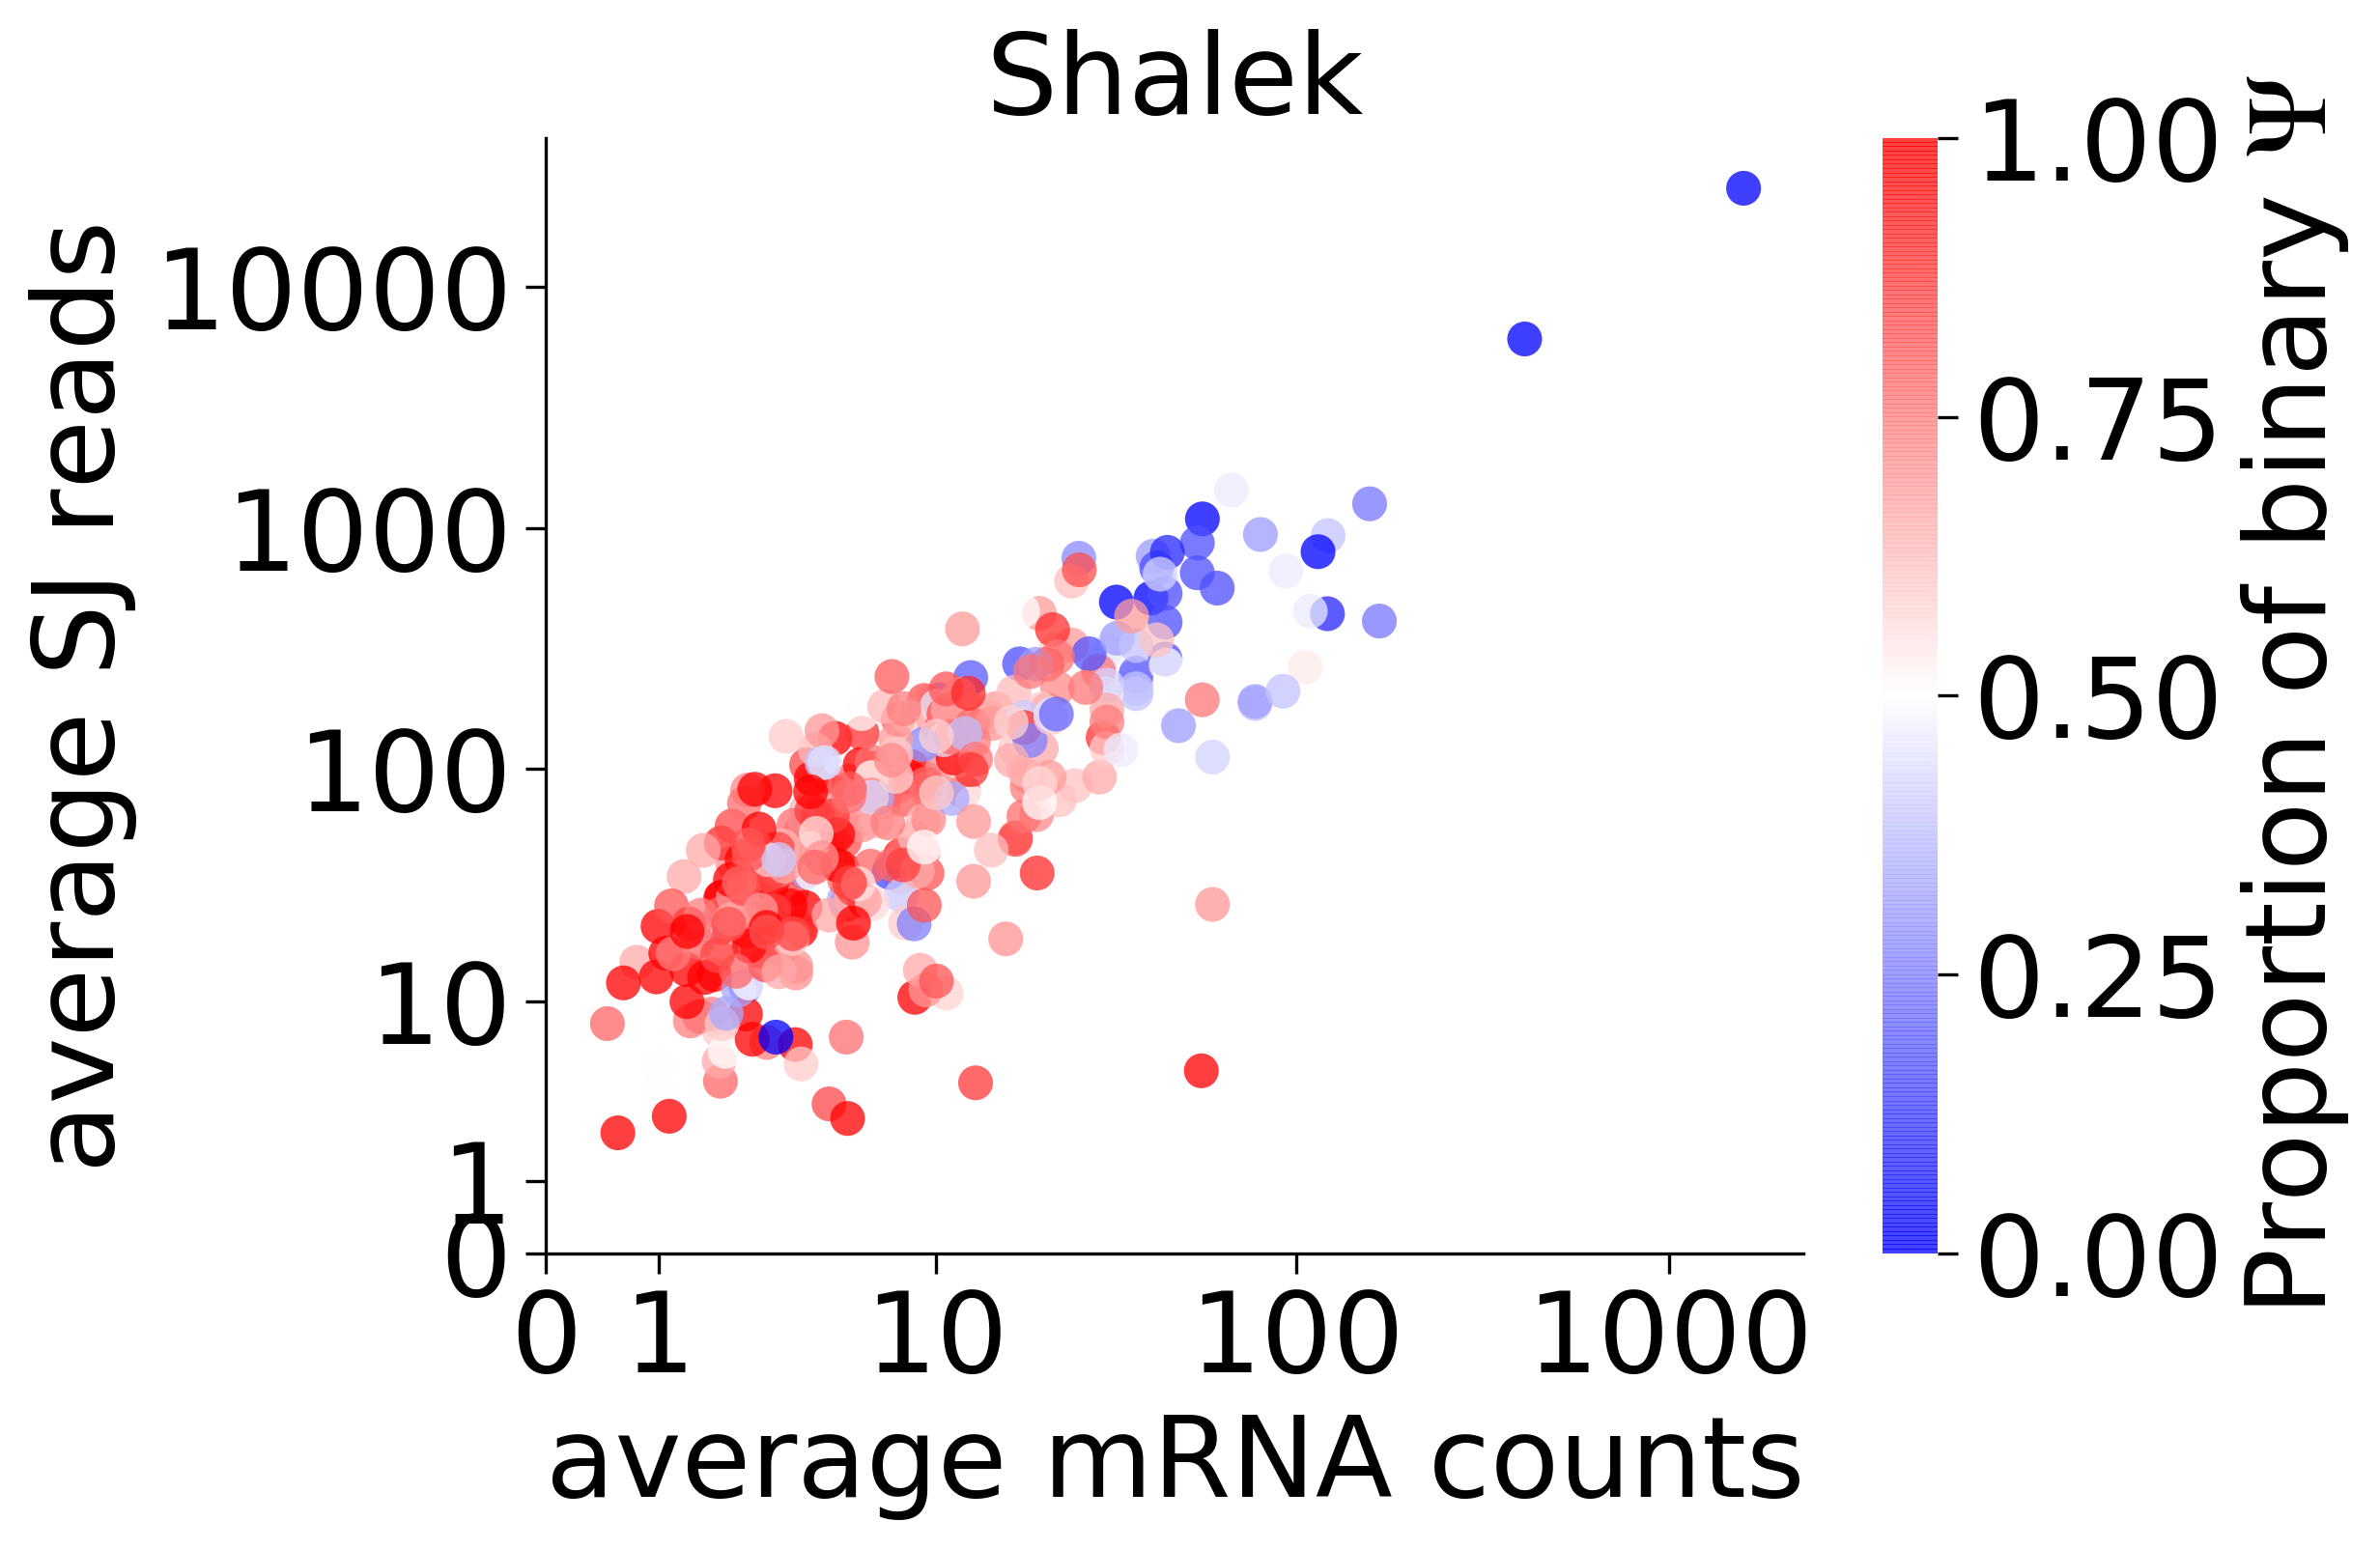 Shalek
average SJ reads
10000
1000
100
10
1
0
0 1 10 100 1000
average mRNA counts
1.00
0.75
0.50
0.25
0.00
Proportion of binary Ψ